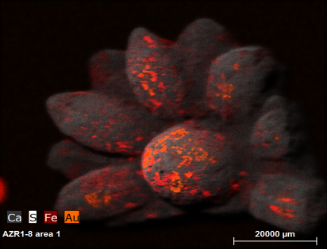 Ca S Fe Au
AZR1-8 area 1
20000 µm